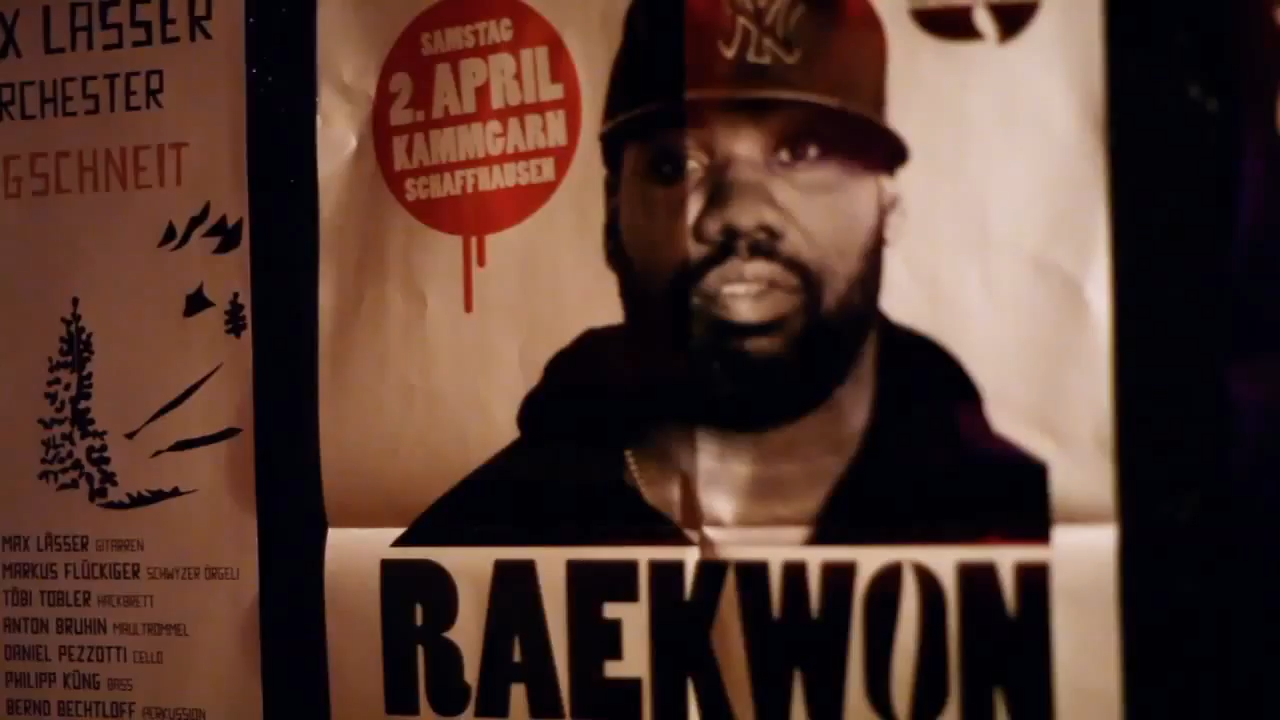 X LÄSSER
RCHESTER
GSCHNEIT
MAX LÄSSER GITARREN
MARKUS FLÜCKIGER SCHWYZER ÖRGELI
TÖBI TOBLER HACKBRETT
ANTON BRUHIN MAULTROMMEL
DANIEL PEZZOTTI CELLO
PHILIPP KÜNG BASS
BERND BECHTLOFF PERKUSSION
SAMSTAG
2. APRIL
KAMMGARN
SCHAFFHAUSEN
NY
RAEKWON